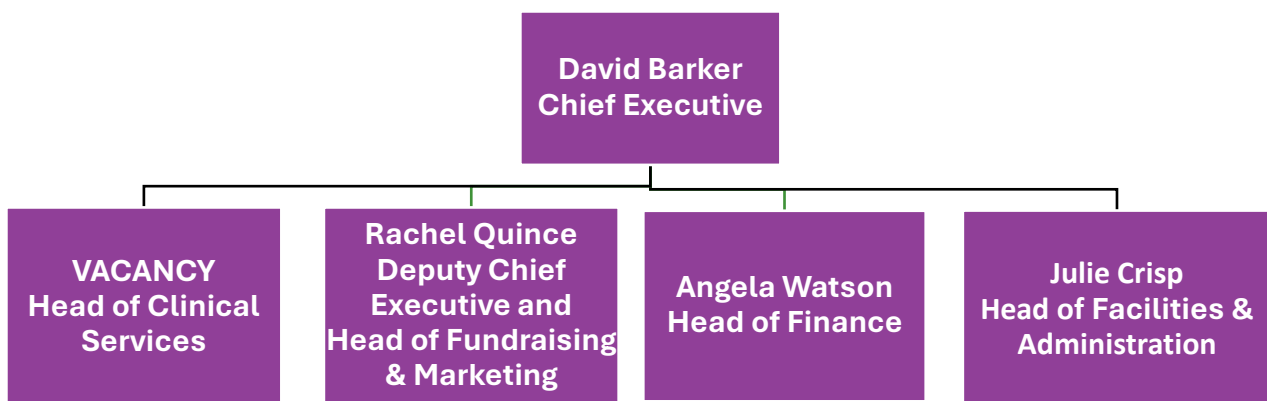 David Barker
Chief Executive
VACANCY
Head of Clinical
Services
Rachel Quince
Deputy Chief
Executive and
Head of Fundraising
& Marketing
Angela Watson
Head of Finance
Julie Crisp
Head of Facilities &
Administration